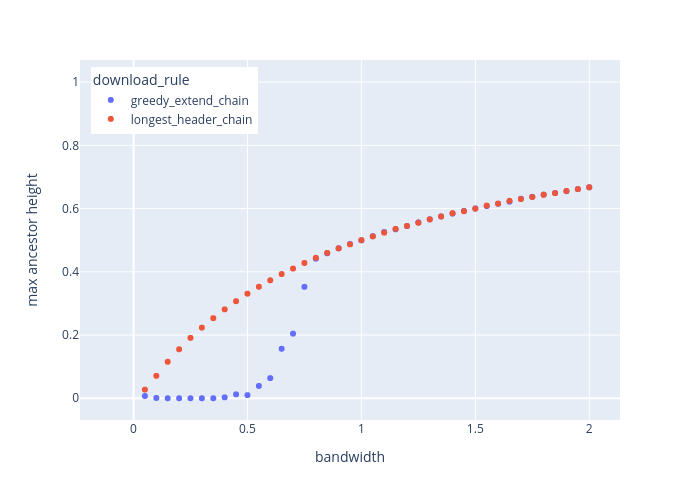 download_rule
greedy_extend_chain
longest_header_chain
1
0.8
0.6
0.4
0.2
0
max ancestor height
0 0.5 1 1.5 2
bandwidth